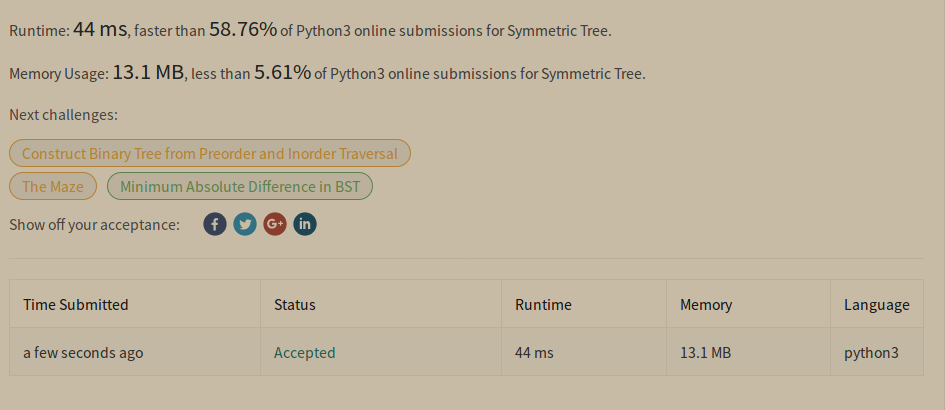 Runtime: 44 ms, faster than 58.76% of Python3 online submissions for Symmetric Tree.
Memory Usage: 13.1 MB, less than 5.61% of Python3 online submissions for Symmetric Tree.
Next challenges:
Construct Binary Tree from Preorder and Inorder Traversal
The Maze Minimum Absolute Difference in BST
Show off your acceptance: f G+ in
Time Submitted Status Runtime Memory Language
a few seconds ago Accepted 44 ms 13.1 MB python3